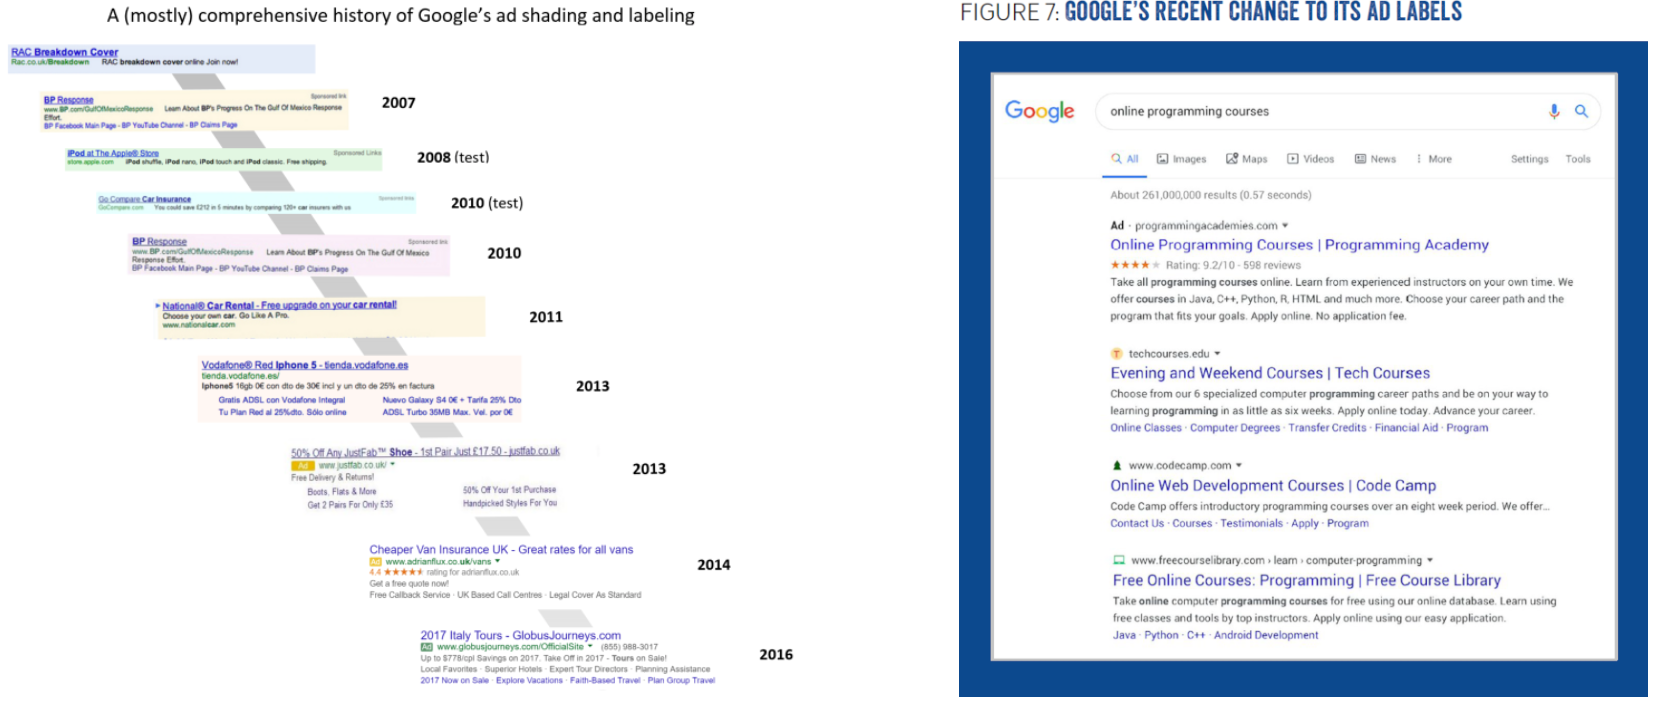 A (mostly) comprehensive history of Google's ad shading and labeling
RAC Breakdown Cover
Rac.co.uk/Breakdown RAC breakdown cover online Join now!
BP Response
Sponsored link
www.BP.com/GulfOfMexicoResponse Learn About BP's Progress On The Gulf Of Mexico Response
Effort.
BP Facebook Main Page - BP YouTube Channel - BP Claims Page
2007
iPod at The Apple® Store
Sponsored Links
store.apple.com iPod shuffle, iPod nano, iPod touch and iPod classic. Free shipping.
2008 (test)
Go Compare Car Insurance
Sponsored links
GoCompare.com You could save £212 in 5 minutes by comparing 120+ car insurers with us
2010 (test)
BP Response
Sponsored link
www.BP.com/GulfOfMexicoResponse Learn About BP's Progress On The Gulf Of Mexico
Response Effort.
BP Facebook Main Page - BP YouTube Channel - BP Claims Page
2010
National® Car Rental - Free upgrade on your car rental!
Choose your own car. Go Like A Pro.
www.nationalcar.com
2011
Vodafone® Red Iphone 5 - tienda.vodafone.es
tienda.vodafone.es/
Iphone5 16gb 0€ con dto de 30€ incl y un dto de 25% en factura
Gratis ADSL con Vodafone Integral Nuevo Galaxy S4 0€ + Tarifa 25% Dto
Tu Plan Red al 25%dto. Sólo online ADSL Turbo 35MB Max. Vel. por 0€
2013
50% Off Any JustFab™ Shoe - 1st Pair Just £17.50 - justfab.co.uk
Ad www.justfab.co.uk/
Free Delivery & Returns!
Boots, Flats & More 50% Off Your 1st Purchase
Get 2 Pairs For Only £35 Handpicked Styles For You
2013
Cheaper Van Insurance UK - Great rates for all vans
Ad www.adrianflux.co.uk/vans
4.4 ★★★★★ rating for adrianflux.co.uk
Get a free quote now!
Free Callback Service · UK Based Call Centres · Legal Cover As Standard
2014
2017 Italy Tours - GlobusJourneys.com
Ad www.globusjourneys.com/OfficialSite (855) 988-3017
Up to $778/cpl Savings on 2017. Take Off in 2017 - Tours on Sale!
Local Favorites · Superior Hotels · Expert Tour Directors · Planning Assistance
2017 Now on Sale · Explore Vacations · Faith-Based Travel · Plan Group Travel
2016
FIGURE 7: GOOGLE'S RECENT CHANGE TO ITS AD LABELS
Google
online programming courses
All Images Maps Videos News More Settings Tools
About 261,000,000 results (0.57 seconds)
Ad · programmingacademies.com
Online Programming Courses | Programming Academy
★★★★★ Rating: 9.2/10 - 598 reviews
Take all programming courses online. Learn from experienced instructors on your own time. We
offer courses in Java, C++, Python, R, HTML and much more. Choose your career path and the
program that fits your goals. Apply online. No application fee.
T techcourses.edu
Evening and Weekend Courses | Tech Courses
Choose from our 6 specialized computer programming career paths and be on your way to
learning programming in as little as six weeks. Apply online today. Advance your career.
Online Classes · Computer Degrees · Transfer Credits · Financial Aid · Program
www.codecamp.com
Online Web Development Courses | Code Camp
Code Camp offers introductory programming courses over an eight week period. We offer...
Contact Us · Courses · Testimonials · Apply · Program
www.freecourselibrary.com › learn › computer-programming
Free Online Courses: Programming | Free Course Library
Take online computer programming courses for free using our online database. Learn using
free classes and tools by top instructors. Apply online using our easy application.
Java · Python · C++ · Android Development